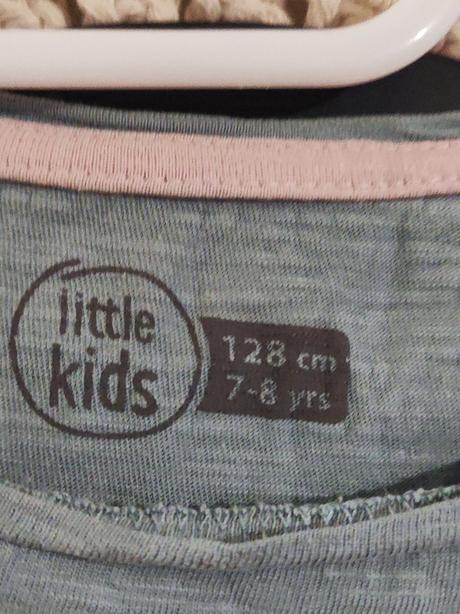 little
kids
128 cm
7-8 yrs